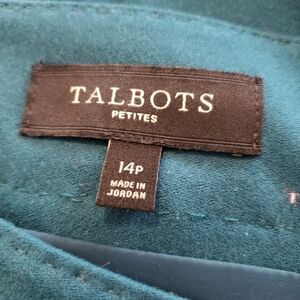 TALBOTS
PETITES
14P
MADE IN
JORDAN